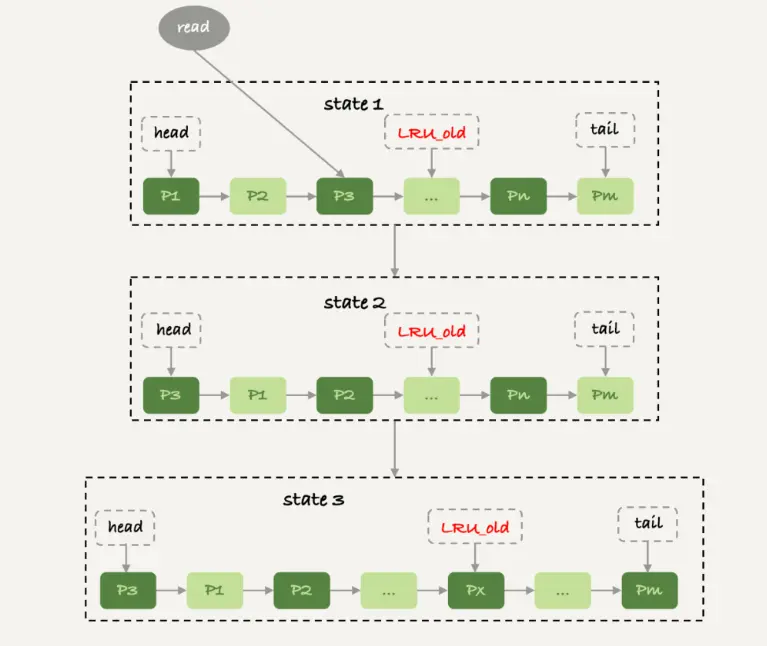 read
state 1
head LRU_old tail
P1 P2 P3 ... Pn Pm
state 2
head LRU_old tail
P3 P1 P2 ... Pn Pm
state 3
head LRU_old tail
P3 P1 P2 ... Px ... Pm